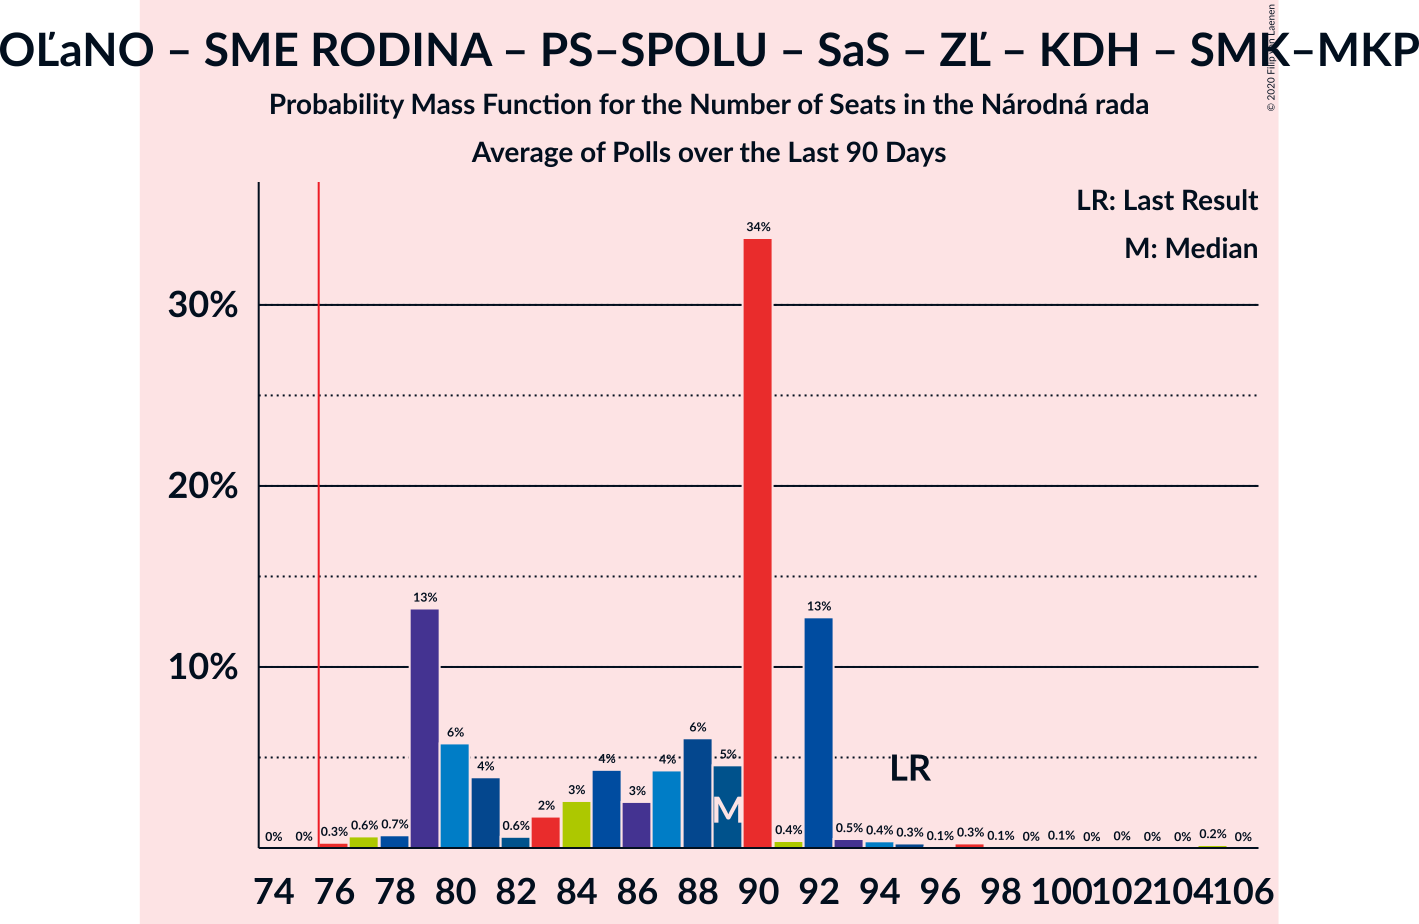 OĽaNO – SME RODINA – PS–SPOLU – SaS – ZĽ – KDH – SMK–MKP
© 2020 Filip van Laenen
Probability Mass Function for the Number of Seats in the Národná rada
Average of Polls over the Last 90 Days
LR: Last Result
M: Median
34%
30%
20%
13% 13%
10%
6% 4% 4% 4% 6% 5%
LR
0% 0% 0.3% 0.6% 0.7% 0.6% 2% 3% 3% M 0.4% 0.5% 0.4% 0.3% 0.1% 0.3% 0.1% 0% 0.1% 0% 0% 0% 0% 0.2% 0%
74 76 78 80 82 84 86 88 90 92 94 96 98 100 102 104 106